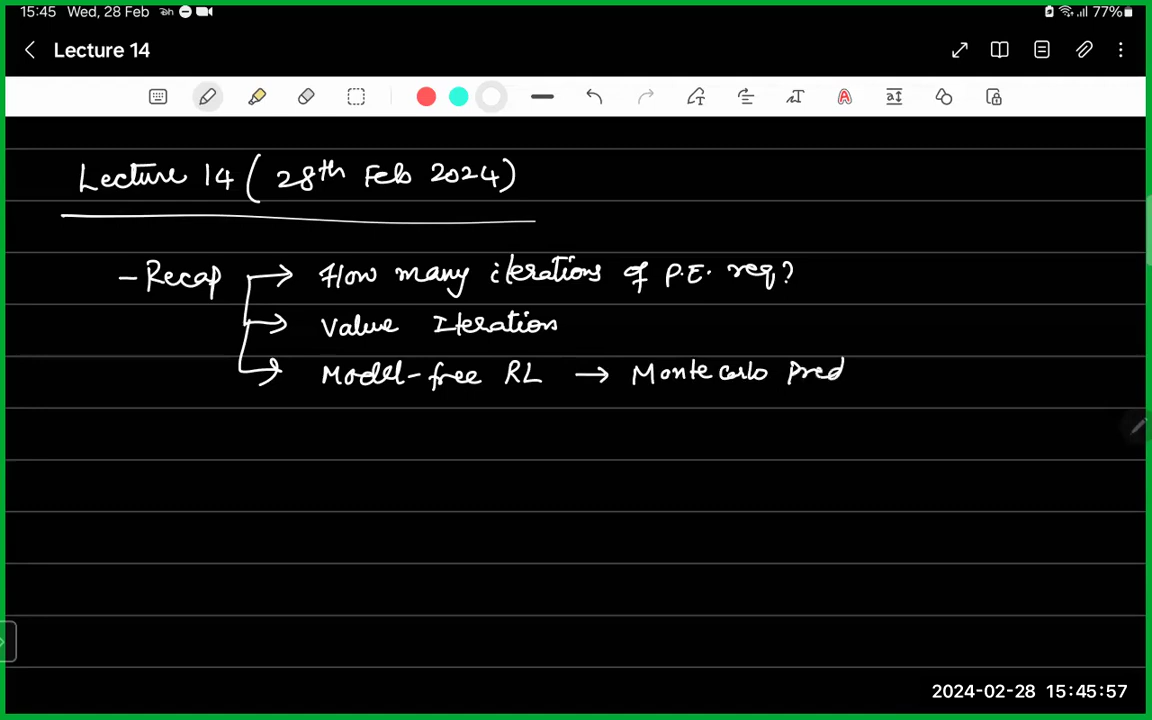 15:45 Wed, 28 Feb
77%
Lecture 14
Lecture 14 ( 28th Feb 2024)
- Recap → How many iterations of P.E. req?
→ Value Iteration
→ Model-free RL → Monte Carlo Pred
2024-02-28 15:45:57